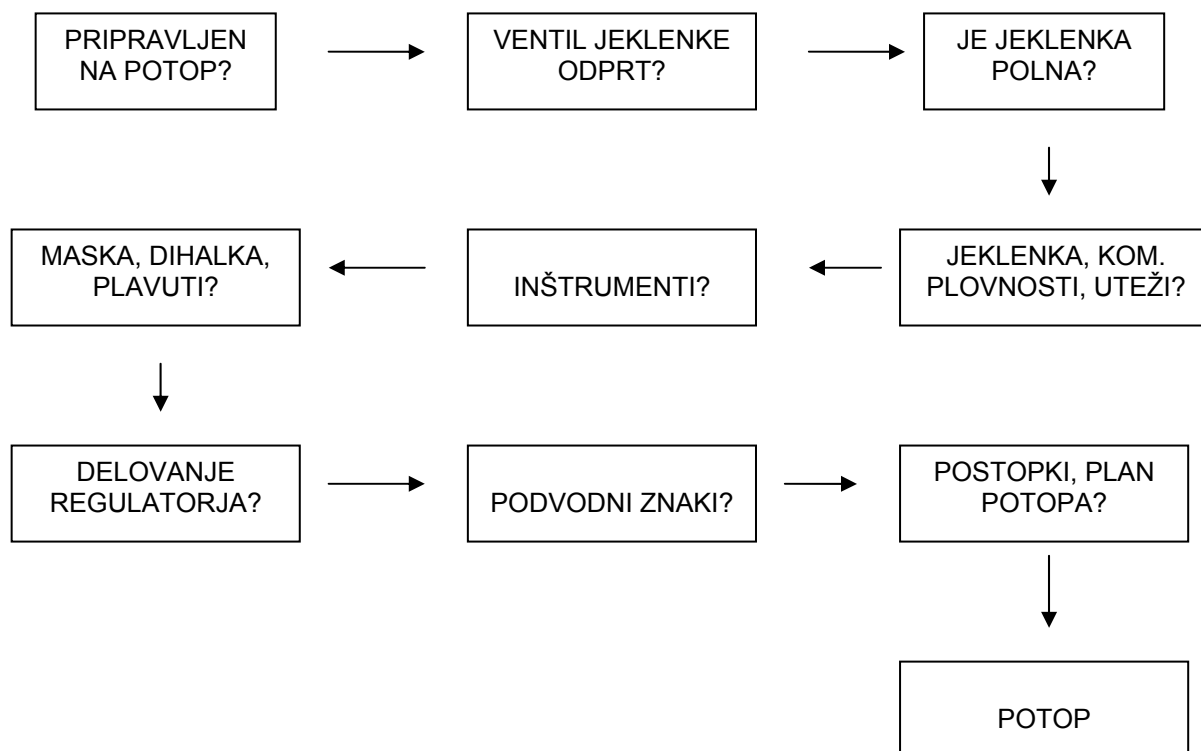 PRIPRAVLJEN
NA POTOP?
VENTIL JEKLENKE
ODPRT?
JE JEKLENKA
POLNA?
JEKLENKA, KOM.
PLOVNOSTI, UTEŽI?
INŠTRUMENTI?
MASKA, DIHALKA,
PLAVUTI?
DELOVANJE
REGULATORJA?
PODVODNI ZNAKI?
POSTOPKI, PLAN
POTOPA?
POTOP